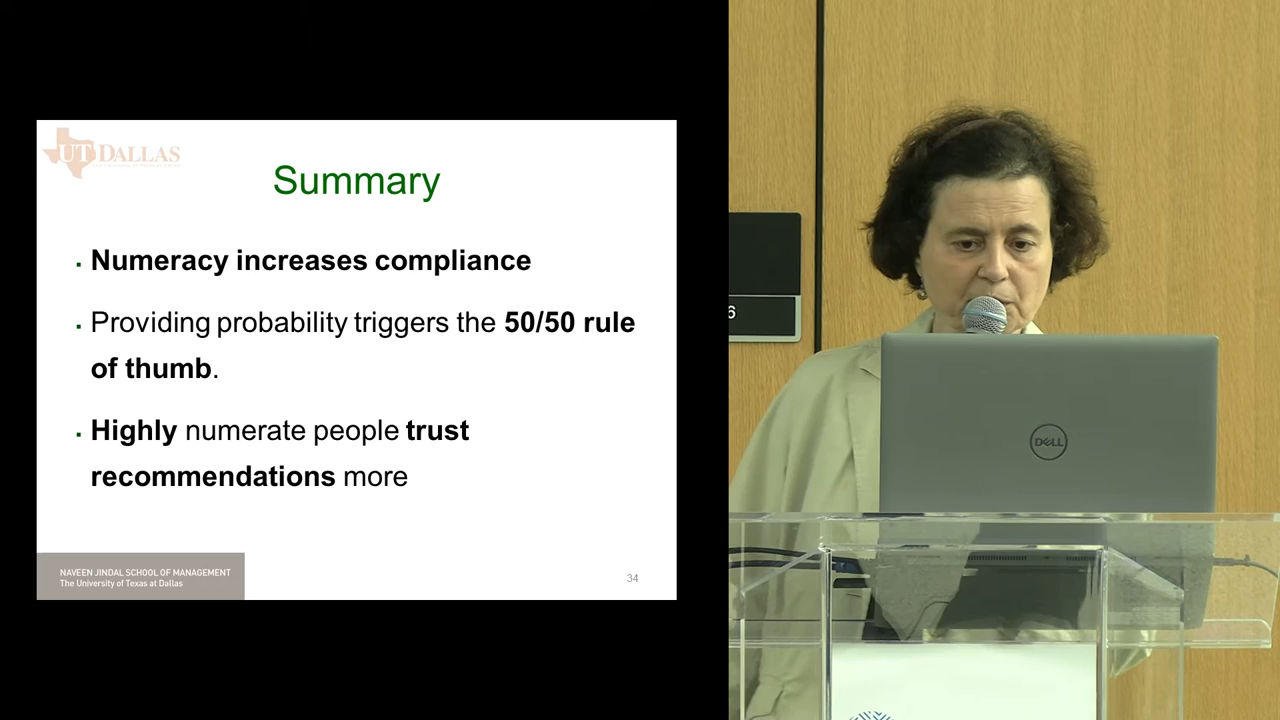 UT DALLAS
Summary
Numeracy increases compliance
Providing probability triggers the 50/50 rule
of thumb.
Highly numerate people trust
recommendations more
NAVEEN JINDAL SCHOOL OF MANAGEMENT
The University of Texas at Dallas
34
6
DELL